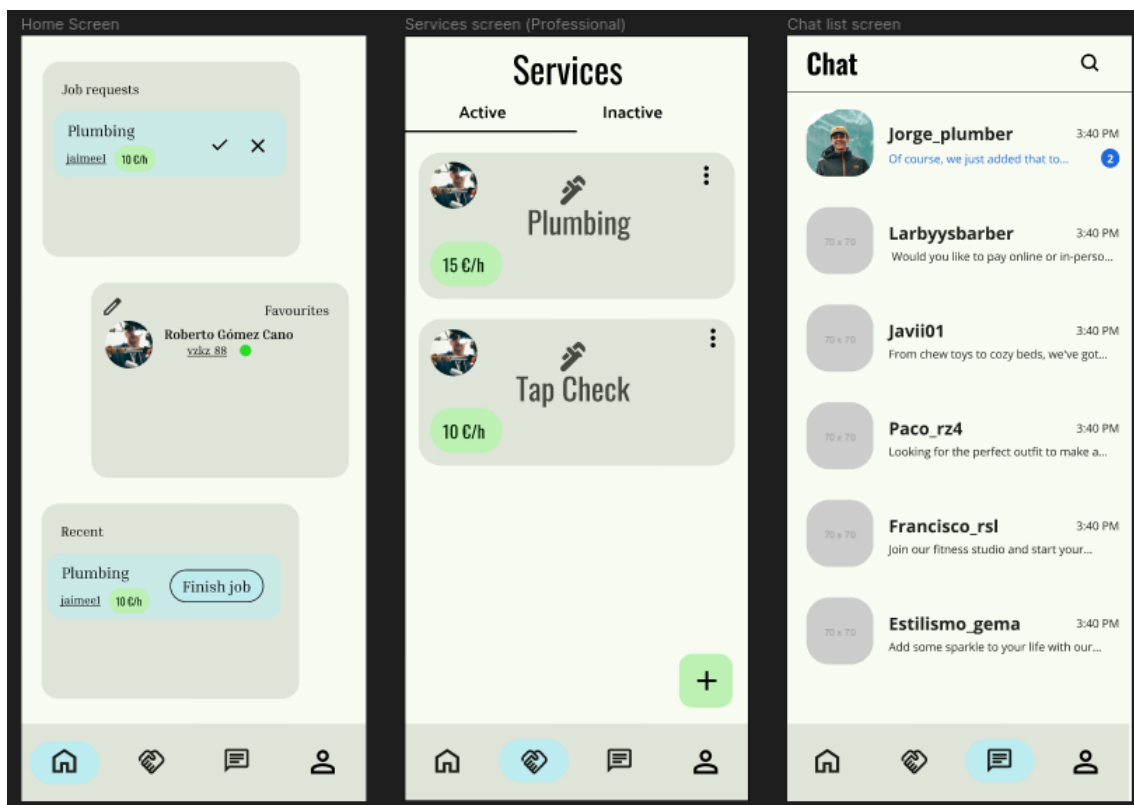 Home Screen
Job requests
Plumbing
jaimee1 10 €/h
Favourites
Roberto Gómez Cano
vzkz_88
Recent
Plumbing
jaimee1 10 €/h
Finish job
Services screen (Professional)
Services
Active Inactive
Plumbing
15 €/h
Tap Check
10 €/h
+
Chat list screen
Chat
Jorge_plumber 3:40 PM
Of course, we just added that to... 2
Larbyysbarber 3:40 PM
70 x 70
Would you like to pay online or in-perso...
Javii01 3:40 PM
70 x 70
From chew toys to cozy beds, we've got...
Paco_rz4 3:40 PM
70 x 70
Looking for the perfect outfit to make a...
Francisco_rsl 3:40 PM
70 x 70
Join our fitness studio and start your...
Estilismo_gema 3:40 PM
70 x 70
Add some sparkle to your life with our...